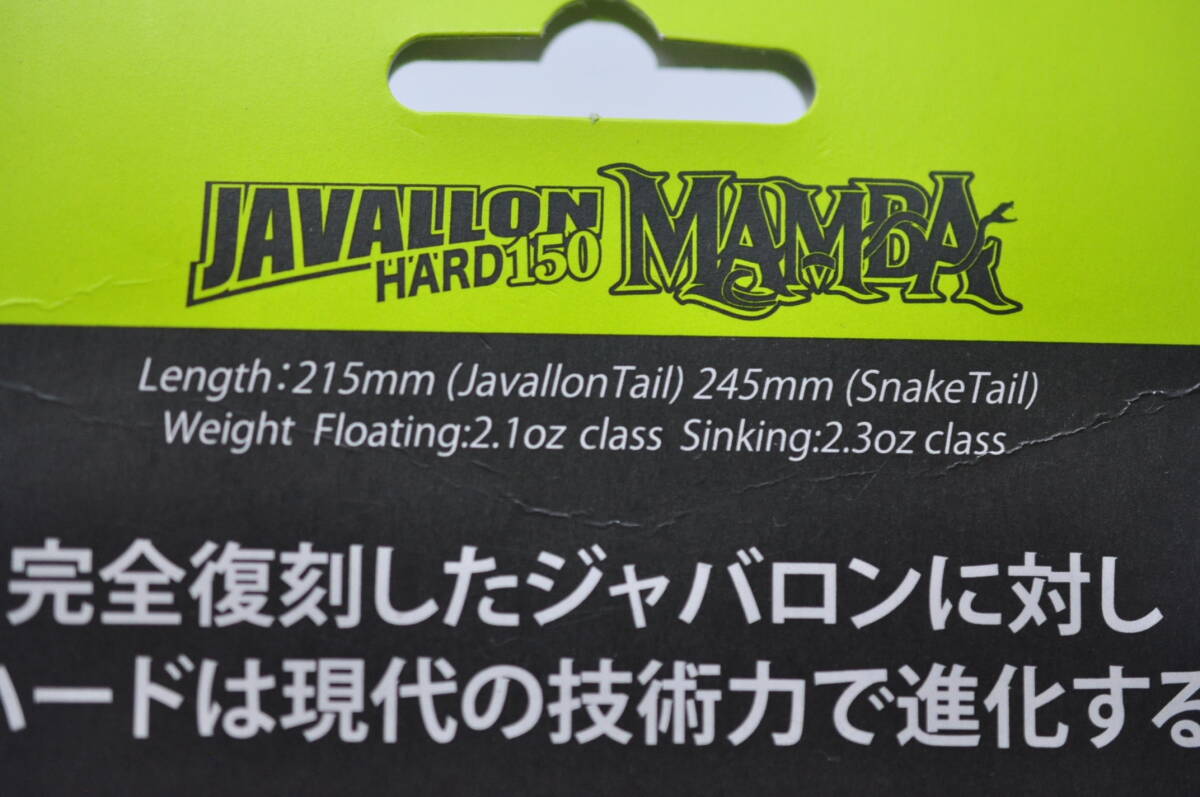 JAVALLON MAMBA
HARD150
Length：215mm (JavallonTail) 245mm (SnakeTail)
Weight Floating:2.1oz class Sinking:2.3oz class
完全復刻したジャバロンに対し
ハードは現代の技術力で進化する